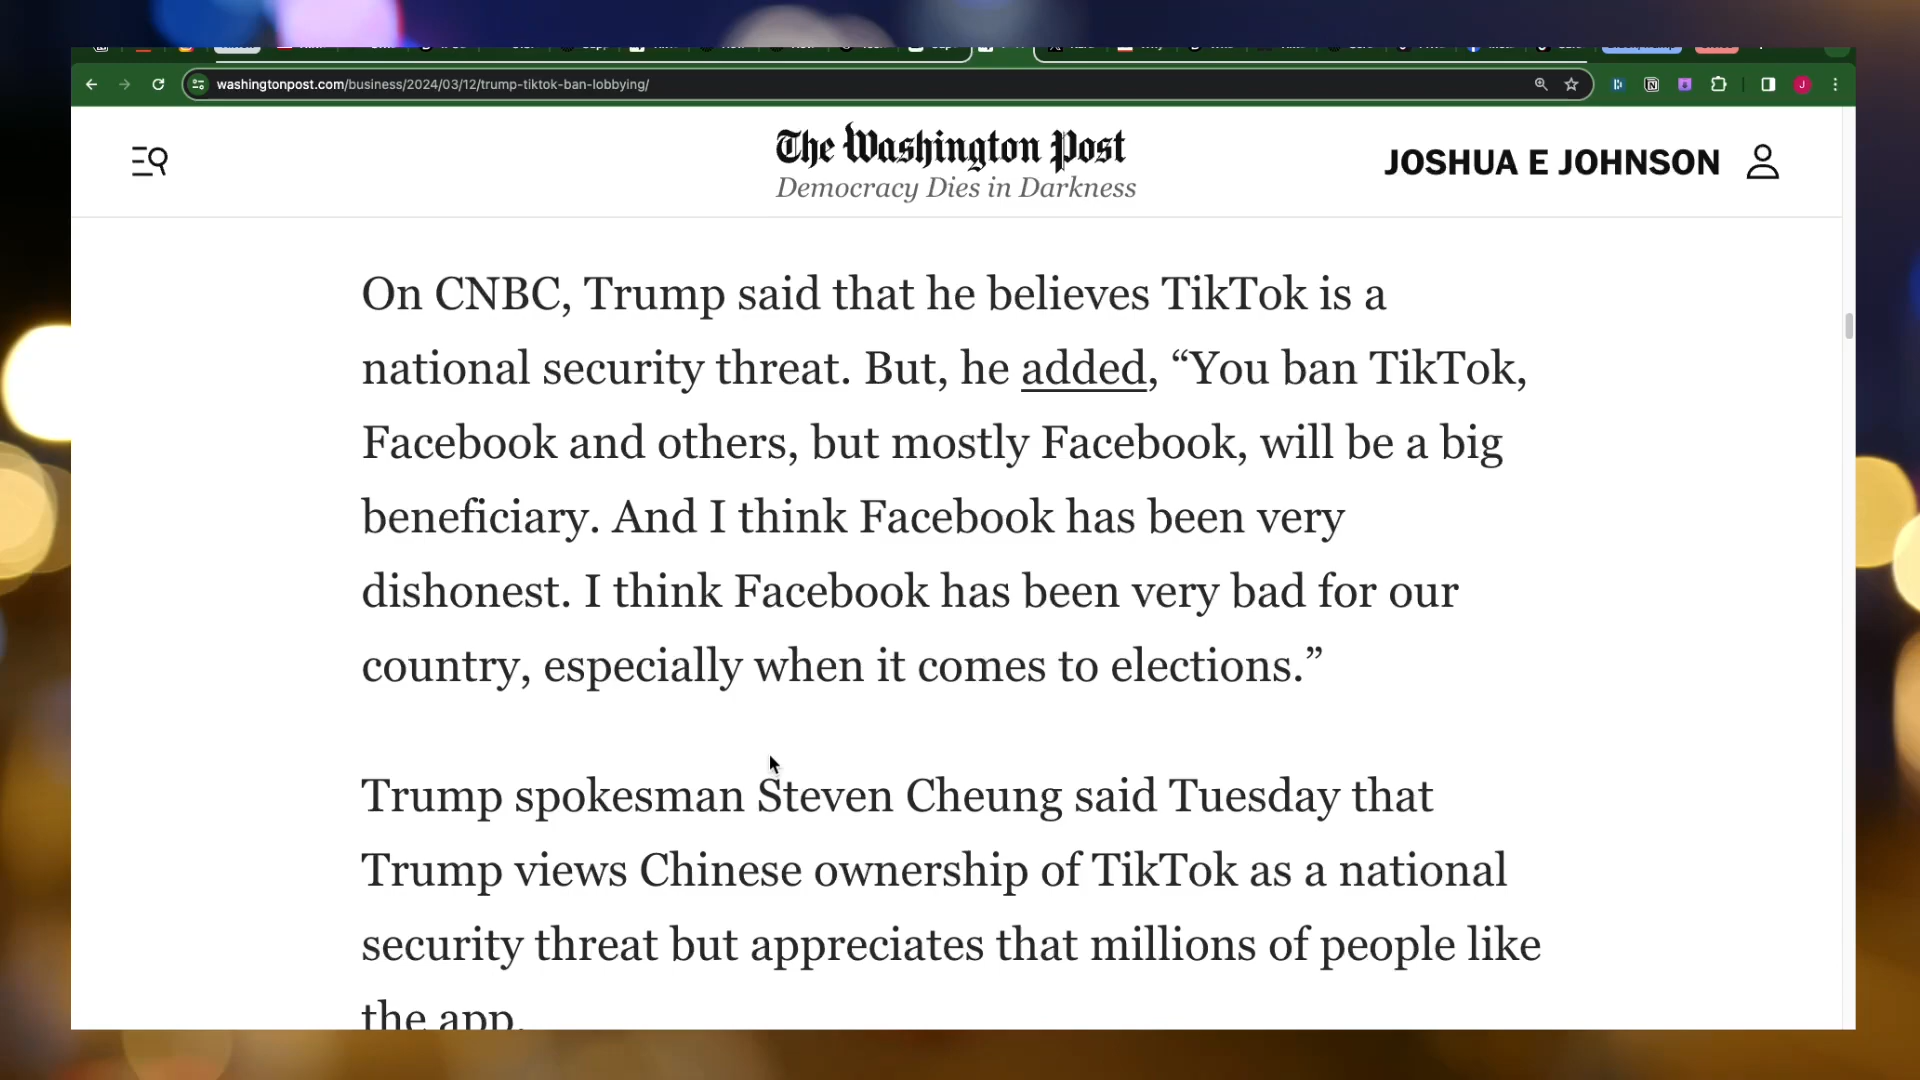 washingtonpost.com/business/2024/03/12/trump-tiktok-ban-lobbying/
J
The Washington Post
Democracy Dies in Darkness
JOSHUA E JOHNSON
On CNBC, Trump said that he believes TikTok is a
national security threat. But, he added, “You ban TikTok,
Facebook and others, but mostly Facebook, will be a big
beneficiary. And I think Facebook has been very
dishonest. I think Facebook has been very bad for our
country, especially when it comes to elections.”
Trump spokesman Steven Cheung said Tuesday that
Trump views Chinese ownership of TikTok as a national
security threat but appreciates that millions of people like
the app.